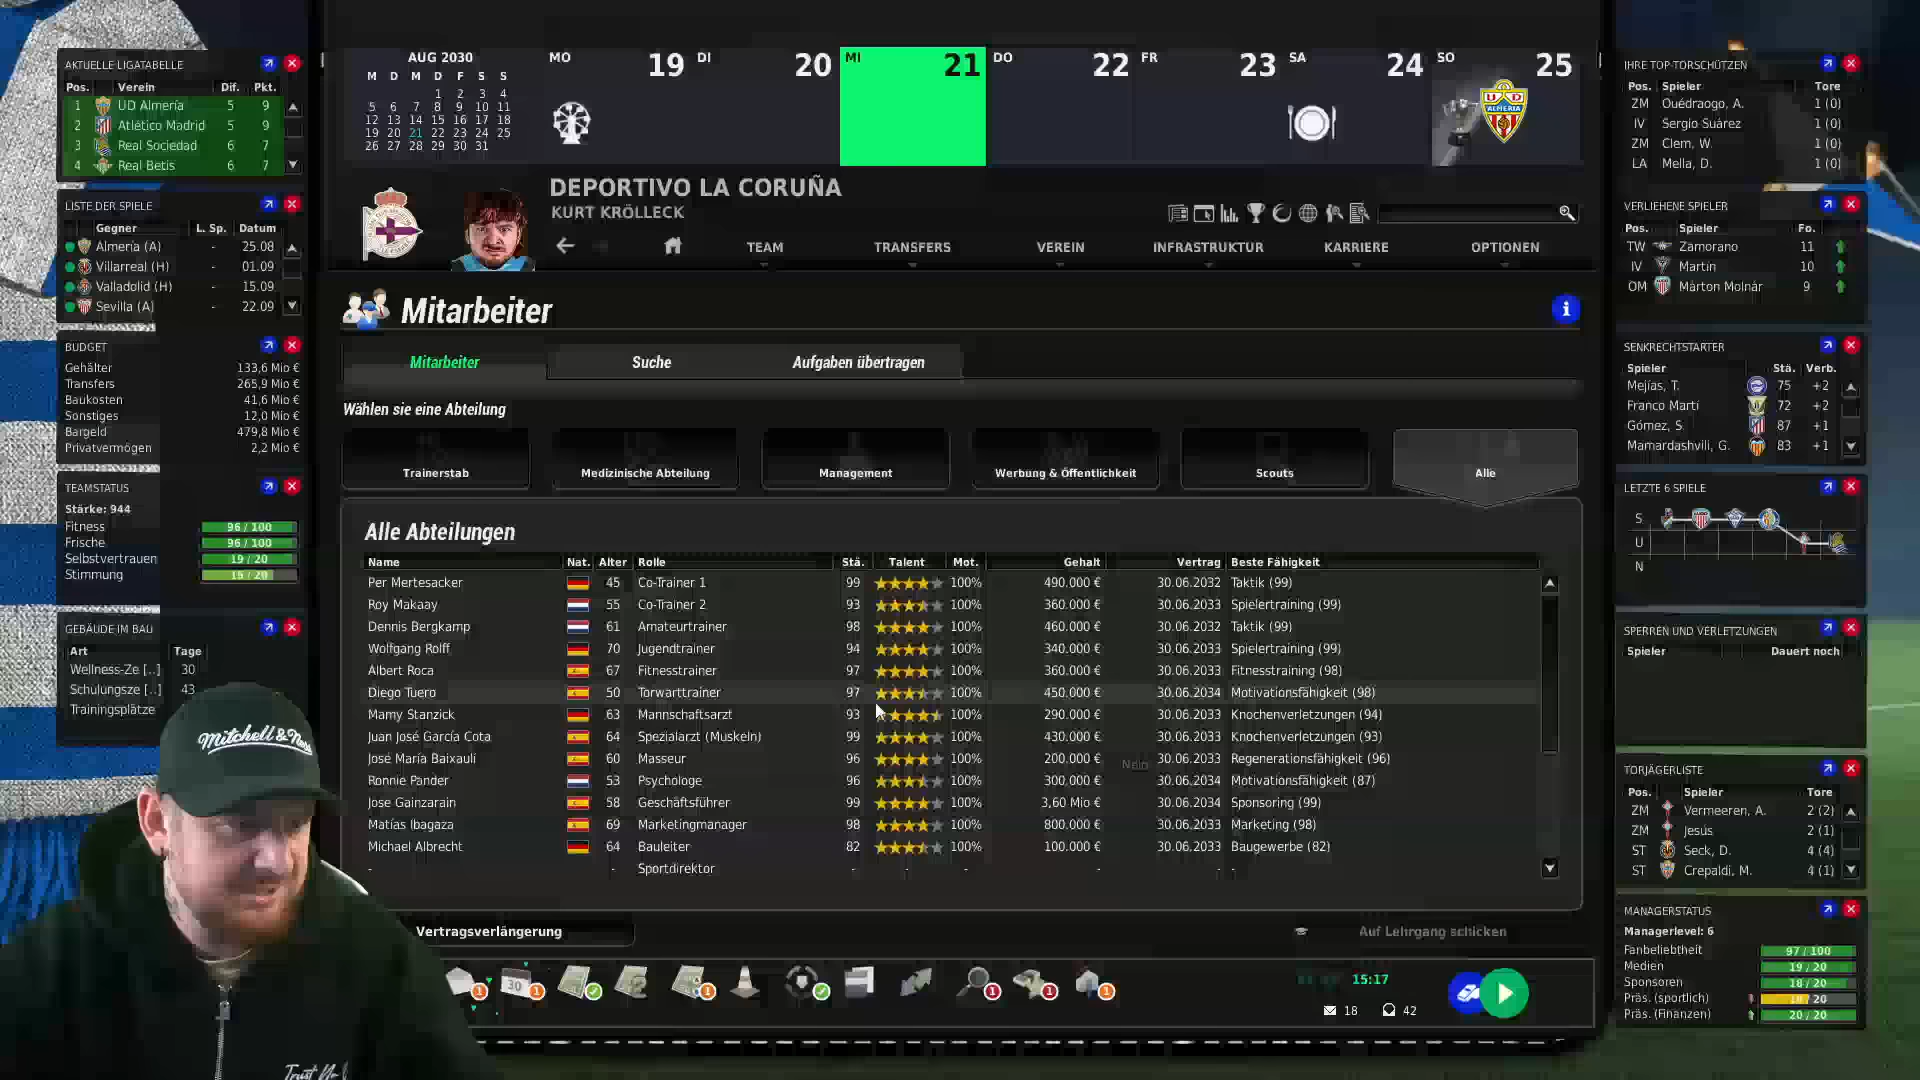 AKTUELLE LIGATABELLE
Pos. Verein Dif. Pkt.
1 UD Almería 5 9
2 Atlético Madrid 5 9
3 Real Sociedad 6 7
4 Real Betis 6 7
LISTE DER SPIELE
Gegner L. Sp. Datum
Almería (A) - 25.08
Villarreal (H) - 01.09
Valladolid (H) - 15.09
Sevilla (A) - 22.09
BUDGET
Gehälter 133,6 Mio €
Transfers 265,9 Mio €
Baukosten 41,6 Mio €
Sonstiges 12,0 Mio €
Bargeld 479,8 Mio €
Privatvermögen 2,2 Mio €
TEAMSTATUS
Stärke: 944
Fitness 96 / 100
Frische 96 / 100
Selbstvertrauen 19 / 20
Stimmung 15 / 20
GEBÄUDE IM BAU
Art Tage
Wellness-Ze [..] 30
Schulungsze [..] 43
Trainingsplätze
Mitchell & Ness
AUG 2030
M D M D F S S
1 2 3 4
5 6 7 8 9 10 11
12 13 14 15 16 17 18
19 20 21 22 23 24 25
26 27 28 29 30 31
MO 19 DI 20 MI 21 DO 22 FR 23 SA 24 SO 25
DEPORTIVO LA CORUÑA
KURT KRÖLLECK
TEAM TRANSFERS VEREIN INFRASTRUKTUR KARRIERE OPTIONEN
Mitarbeiter
Mitarbeiter Suche Aufgaben übertragen
Wählen sie eine Abteilung
Trainerstab Medizinische Abteilung Management Werbung & Öffentlichkeit Scouts Alle
Alle Abteilungen
Name Nat. Alter Rolle Stä. Talent Mot. Gehalt Vertrag Beste Fähigkeit
Per Mertesacker 45 Co-Trainer 1 99 100% 490.000 € 30.06.2032 Taktik (99)
Roy Makaay 55 Co-Trainer 2 93 100% 360.000 € 30.06.2033 Spielertraining (99)
Dennis Bergkamp 61 Amateurtrainer 98 100% 460.000 € 30.06.2032 Taktik (99)
Wolfgang Rolff 70 Jugendtrainer 94 100% 340.000 € 30.06.2033 Spielertraining (99)
Albert Roca 67 Fitnesstrainer 97 100% 360.000 € 30.06.2033 Fitnesstraining (98)
Diego Tuero 50 Torwarttrainer 97 100% 450.000 € 30.06.2034 Motivationsfähigkeit (98)
Mamy Stanzick 63 Mannschaftsarzt 93 100% 290.000 € 30.06.2033 Knochenverletzungen (94)
Juan José García Cota 64 Spezialarzt (Muskeln) 99 100% 430.000 € 30.06.2033 Knochenverletzungen (93)
José María Baixauli 60 Masseur 96 100% 200.000 € 30.06.2033 Regenerationsfähigkeit (96)
Ronnie Pander 53 Psychologe 96 100% 300.000 € 30.06.2034 Motivationsfähigkeit (87)
Jose Gainzarain 58 Geschäftsführer 99 100% 3,60 Mio € 30.06.2034 Sponsoring (99)
Matías Ibagaza 69 Marketingmanager 98 100% 800.000 € 30.06.2033 Marketing (98)
Michael Albrecht 64 Bauleiter 82 100% 100.000 € 30.06.2033 Baugewerbe (82)
- - Sportdirektor - - - - - -
Vertragsverlängerung Auf Lehrgang schicken
30
1 1 1 1 1 1
15:17
18 42
IHRE TOP-TORSCHÜTZEN
Pos. Spieler Tore
ZM Ouédraogo, A. 1 (0)
IV Sergio Suárez 1 (0)
ZM Clem, W. 1 (0)
LA Mella, D. 1 (0)
VERLIEHENE SPIELER
Pos. Spieler Fo.
TW Zamorano 11
IV Martín 10
OM Márton Molnár 9
SENKRECHTSTARTER
Spieler Stä. Verb.
Mejías, T. 75 +2
Franco Martí 72 +2
Gómez, S. 87 +1
Mamardashvili, G. 83 +1
LETZTE 6 SPIELE
S
U
N
SPERREN UND VERLETZUNGEN
Spieler Dauert noch
TORJÄGERLISTE
Pos. Spieler Tore
ZM Vermeeren, A. 2 (2)
ZM Jesús 2 (1)
ST Seck, D. 4 (4)
ST Crepaldi, M. 4 (1)
MANAGERSTATUS
Managerlevel: 6
Fanbeliebtheit 97 / 100
Medien 19 / 20
Sponsoren 18 / 20
Präs. (sportlich) / 20
Präs. (Finanzen) 20 / 20